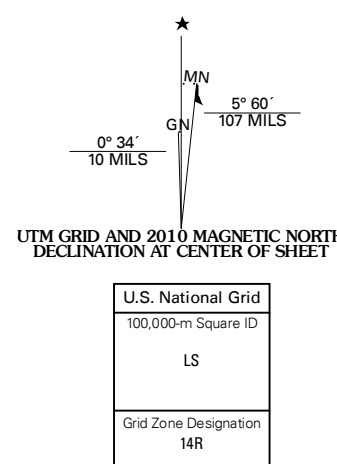 MN
GN
5° 60´
107 MILS
0° 34´
10 MILS
UTM GRID AND 2010 MAGNETIC NORTH
DECLINATION AT CENTER OF SHEET
U.S. National Grid
100,000-m Square ID
LS
Grid Zone Designation
14R